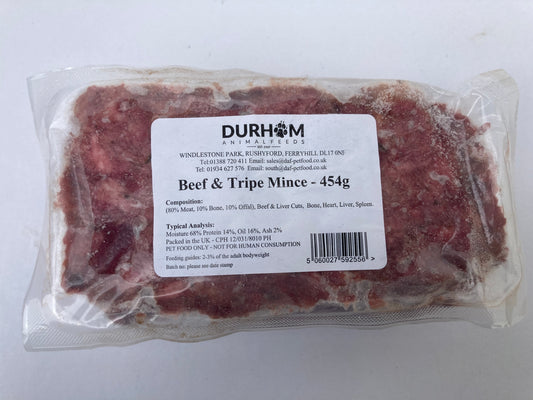 DURHAM
ANIMALFEEDS
WINDLESTONE PARK, RUSHYFORD, FERRYHILL DL17 0NF
Tel:01388 720 411 Email: sales@daf-petfood.co.uk
Tel: 01934 627 576 Email: south@daf-petfood.co.uk
Beef & Tripe Mince - 454g
Composition:
(80% Meat, 10% Bone, 10% Offal), Beef & Liver Cuts, Bone, Heart, Liver, Spleen.
Typical Analysis:
Moisture 68% Protein 14%, Oil 16%, Ash 2%
Packed in the UK - CPH 12/031/8010 PH
PET FOOD ONLY - NOT FOR HUMAN CONSUMPTION
Feeding guides: 2-3% of the adult bodyweight
Batch no: please see date stamp
5 060027 592556 >